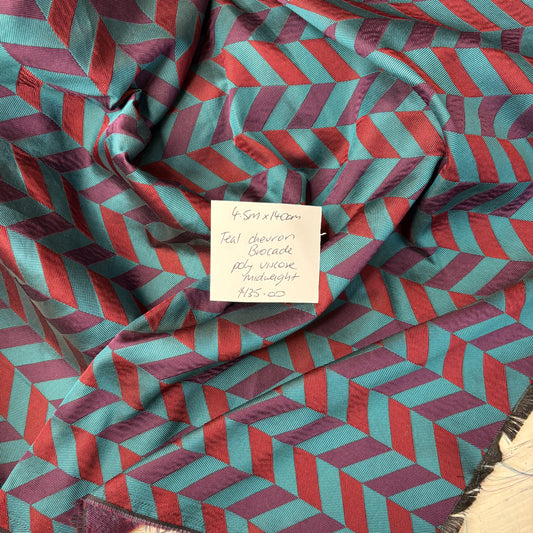 4.5m x 140cm
Teal chevron
Brocade
poly viscose
midweight
$135.00